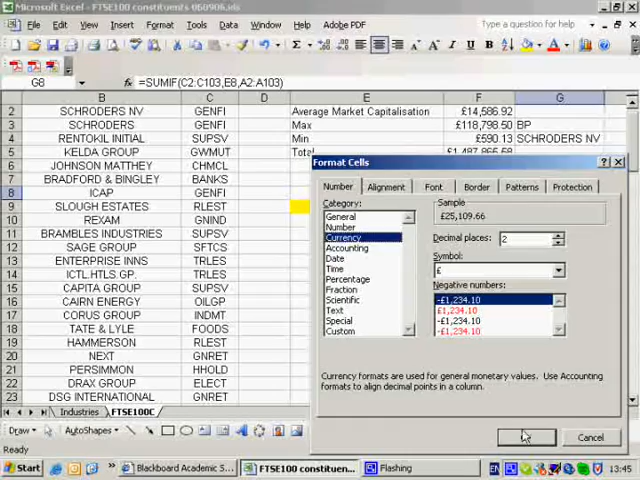 Microsoft Excel - FTSE100 constituents 060906.xls
File Edit View Insert Format Tools Data Window Help Adobe PDF
Type a question for help
G8 fx =SUMIF(C2:C103,E8,A2:A103)
B C D E F G
2 SCHRODERS NV GENFI Average Market Capitalisation £14,586.92
3 SCHRODERS GENFI Max £118,798.50 BP
4 RENTOKIL INITIAL SUPSV Min £590.13 SCHRODERS NV
5 KELDA GROUP GWMUT Total £1,487,865.68
6 JOHNSON MATTHEY CHMCL
7 BRADFORD & BINGLEY BANKS
8 ICAP GENFI
9 SLOUGH ESTATES RLEST
10 REXAM GNIND
11 BRAMBLES INDUSTRIES SUPSV
12 SAGE GROUP SFTCS
13 ENTERPRISE INNS TRLES
14 ICTL.HTLS.GP. TRLES
15 CAPITA GROUP SUPSV
16 CAIRN ENERGY OILGP
17 CORUS GROUP INDMT
18 TATE & LYLE FOODS
19 HAMMERSON RLEST
20 NEXT GNRET
21 PERSIMMON HHOLD
22 DRAX GROUP ELECT
23 DSG INTERNATIONAL GNRET
Format Cells
Number Alignment Font Border Patterns Protection
Category:
General
Number
Currency
Accounting
Date
Time
Percentage
Fraction
Scientific
Text
Special
Custom
Sample
£25,109.66
Decimal places: 2
Symbol:
£
Negative numbers:
-£1,234.10
£1,234.10
-£1,234.10
-£1,234.10
Currency formats are used for general monetary values. Use Accounting
formats to align decimal points in a column.
Cancel
Industries FTSE100C
Draw AutoShapes
Ready
Start Blackboard Academic S... FTSE100 constituen... Flashing EN 13:45